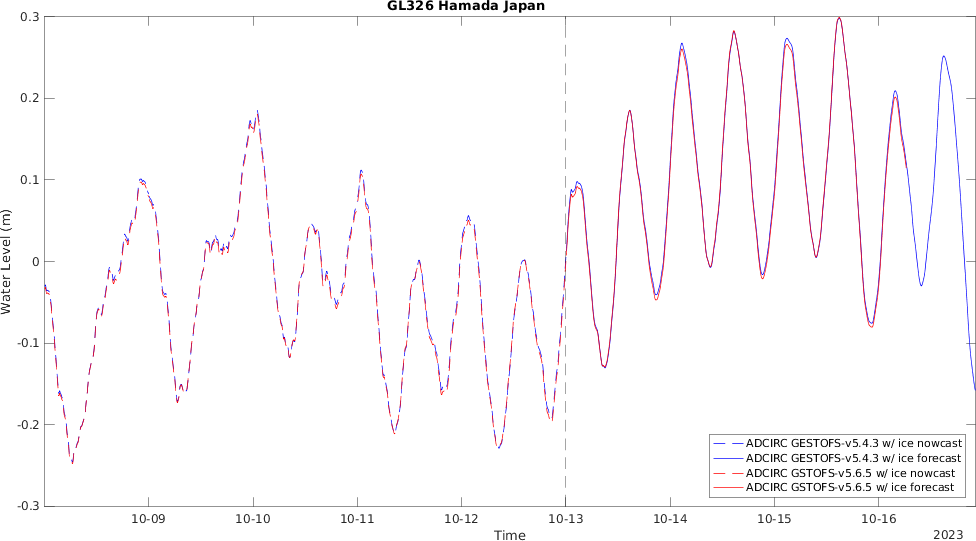 GL326 Hamada Japan
0.3
0.2
0.1
0
-0.1
-0.2
-0.3
Water Level (m)
10-09 10-10 10-11 10-12 10-13 10-14 10-15 10-16
Time
2023
ADCIRC GESTOFS-v5.4.3 w/ ice nowcast
ADCIRC GESTOFS-v5.4.3 w/ ice forecast
ADCIRC GSTOFS-v5.6.5 w/ ice nowcast
ADCIRC GSTOFS-v5.6.5 w/ ice forecast